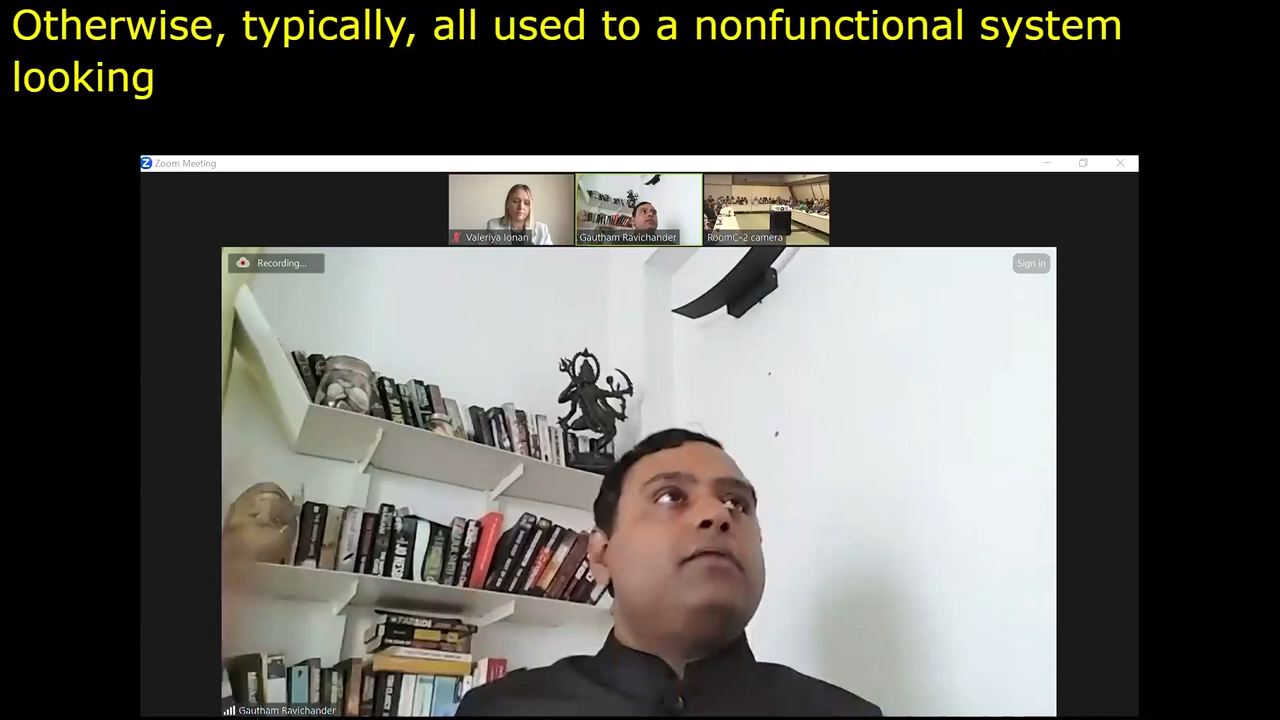 Otherwise, typically, all used to a nonfunctional system
looking
Zoom Meeting
Valeriya Ionan
Gautham Ravichander
RoomC-2 camera
Recording...
Sign in
FARSIDE
Gautham Ravichander